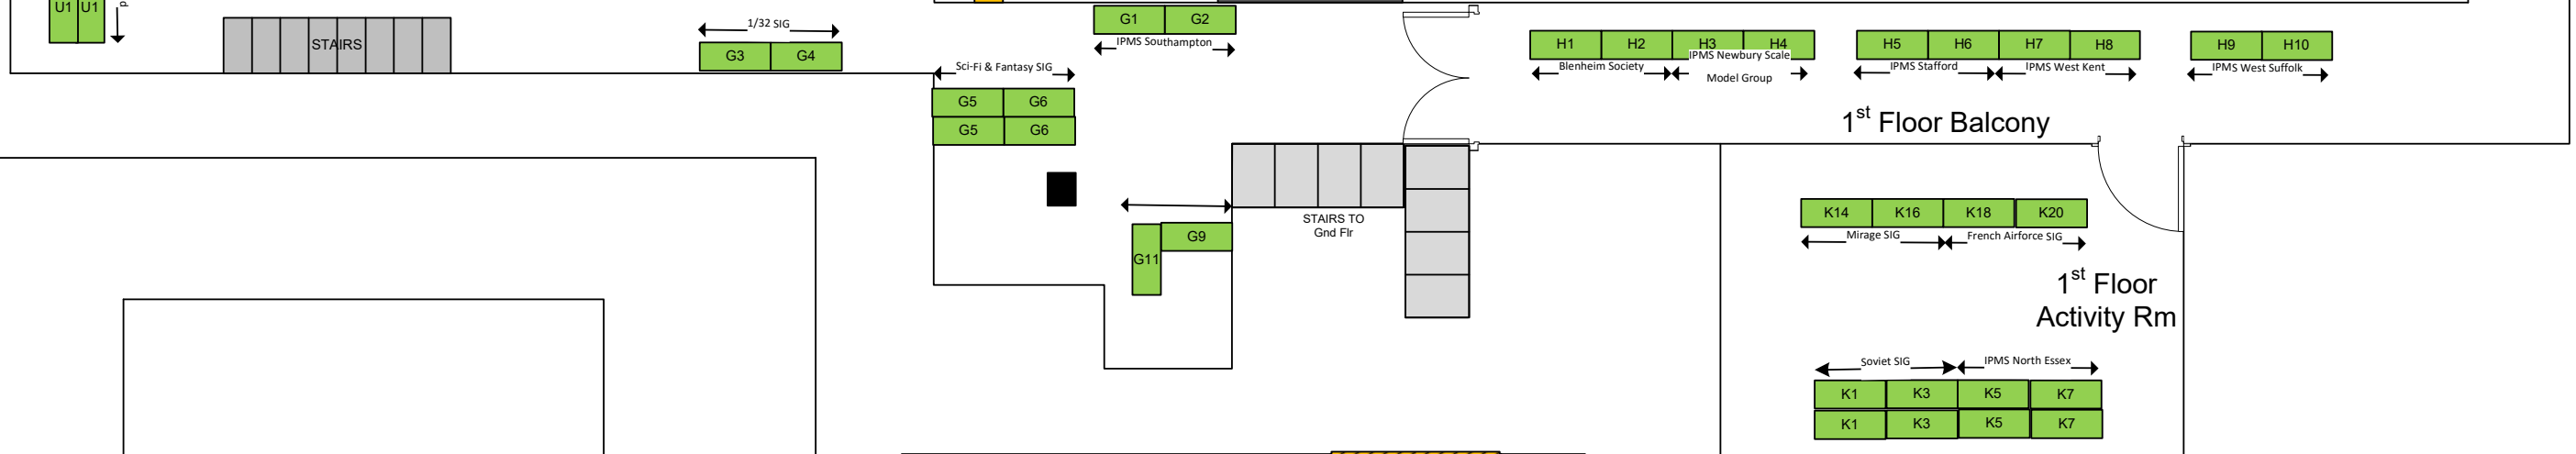 U1 U1
STAIRS
1/32 SIG
G3 G4
G1 G2
IPMS Southampton
Sci-Fi & Fantasy SIG
G5 G6
G5 G6
H1 H2 H3 H4
Blenheim Society
IPMS Newbury Scale
Model Group
H5 H6 H7 H8
IPMS Stafford
IPMS West Kent
H9 H10
IPMS West Suffolk
1st Floor Balcony
STAIRS TO
Gnd Flr
G9
G11
K14 K16 K18 K20
Mirage SIG
French Airforce SIG
1st Floor
Activity Rm
Soviet SIG
IPMS North Essex
K1 K3 K5 K7
K1 K3 K5 K7